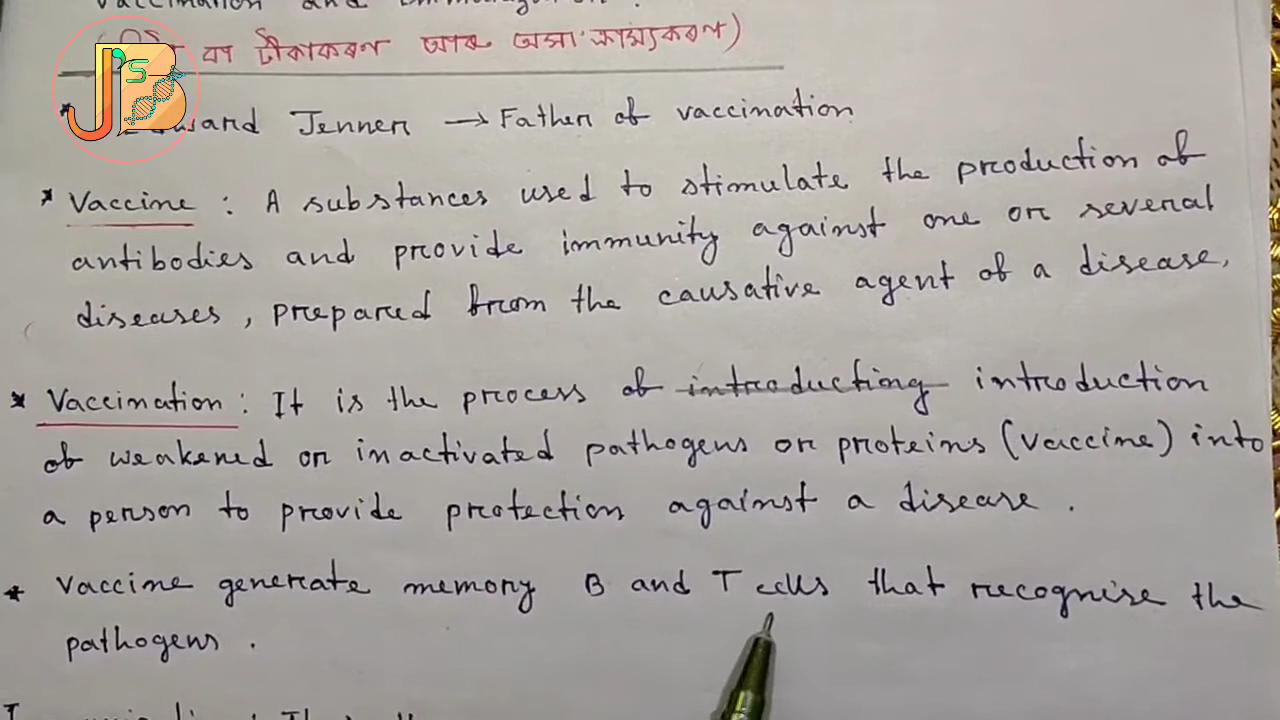 vaccination and
বা টীকাকৰণ আৰু অনাক্ৰাম্যকৰণ)
J's B
Edward Jenner → Father of vaccination
* Vaccine : A substances used to stimulate the production of
antibodies and provide immunity against one or several
diseases, prepared from the causative agent of a disease,
* Vaccination : It is the process of introducting introduction
of weakened or inactivated pathogens or proteins (vaccine) into
a person to provide protection against a disease .
* Vaccine generate memory B and T cells that recognise the
pathogens .